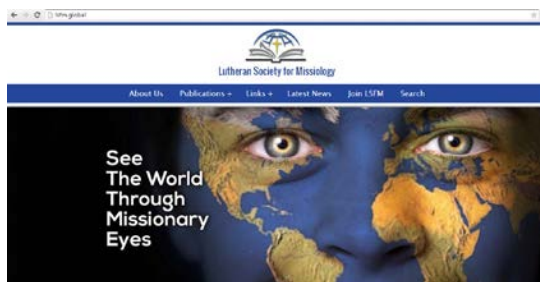 lsfm.global
Lutheran Society for Missiology
About Us Publications + Links + Latest News Join LSFM Search
See
The World
Through
Missionary
Eyes